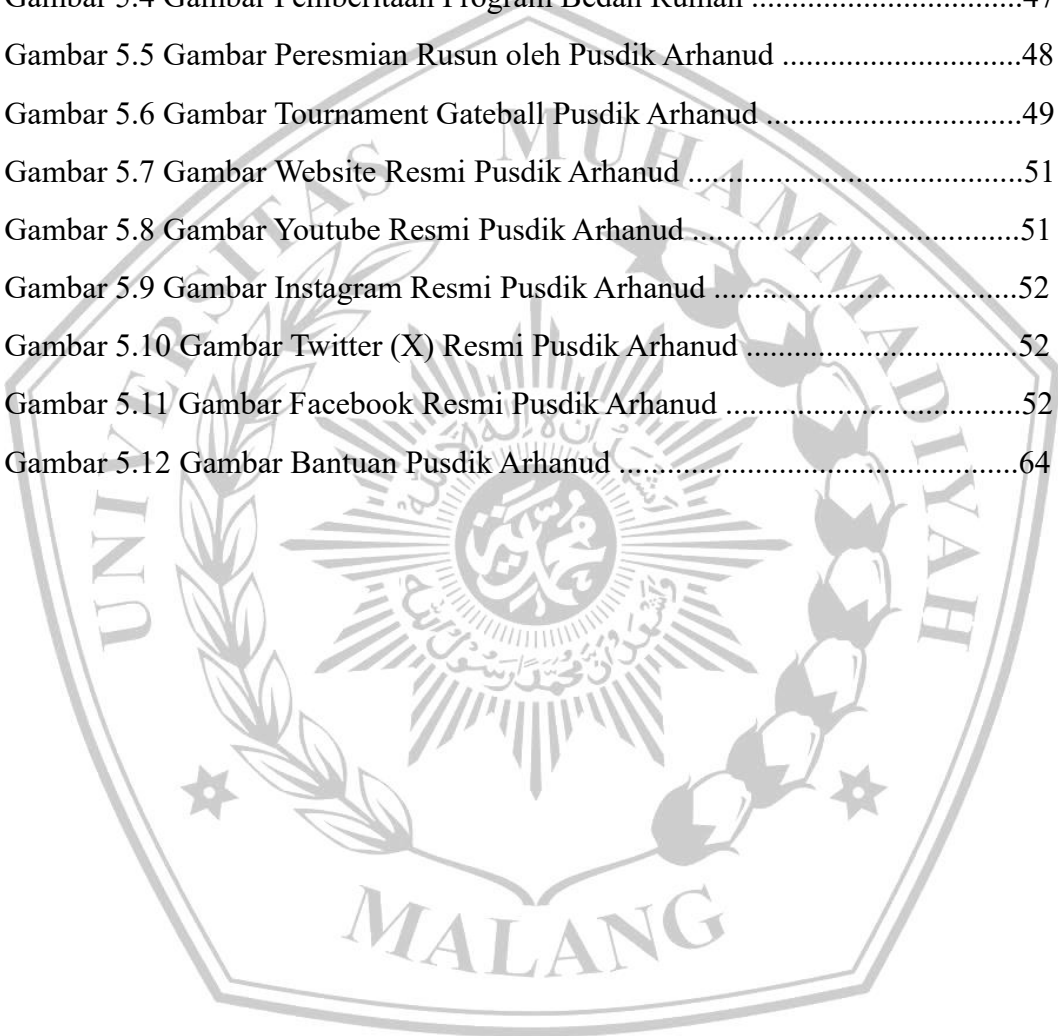 Gambar 5.4 Gambar Pemberitaan Program Bedah Rumah ..................................47
Gambar 5.5 Gambar Peresmian Rusun oleh Pusdik Arhanud ..............................48
Gambar 5.6 Gambar Tournament Gateball Pusdik Arhanud ................................49
Gambar 5.7 Gambar Website Resmi Pusdik Arhanud ..........................................51
Gambar 5.8 Gambar Youtube Resmi Pusdik Arhanud .........................................51
Gambar 5.9 Gambar Instagram Resmi Pusdik Arhanud ......................................52
Gambar 5.10 Gambar Twitter (X) Resmi Pusdik Arhanud ..................................52
Gambar 5.11 Gambar Facebook Resmi Pusdik Arhanud .....................................52
Gambar 5.12 Gambar Bantuan Pusdik Arhanud ..................................................64
UNIVERSITAS MUHAMMADIYAH
MALANG